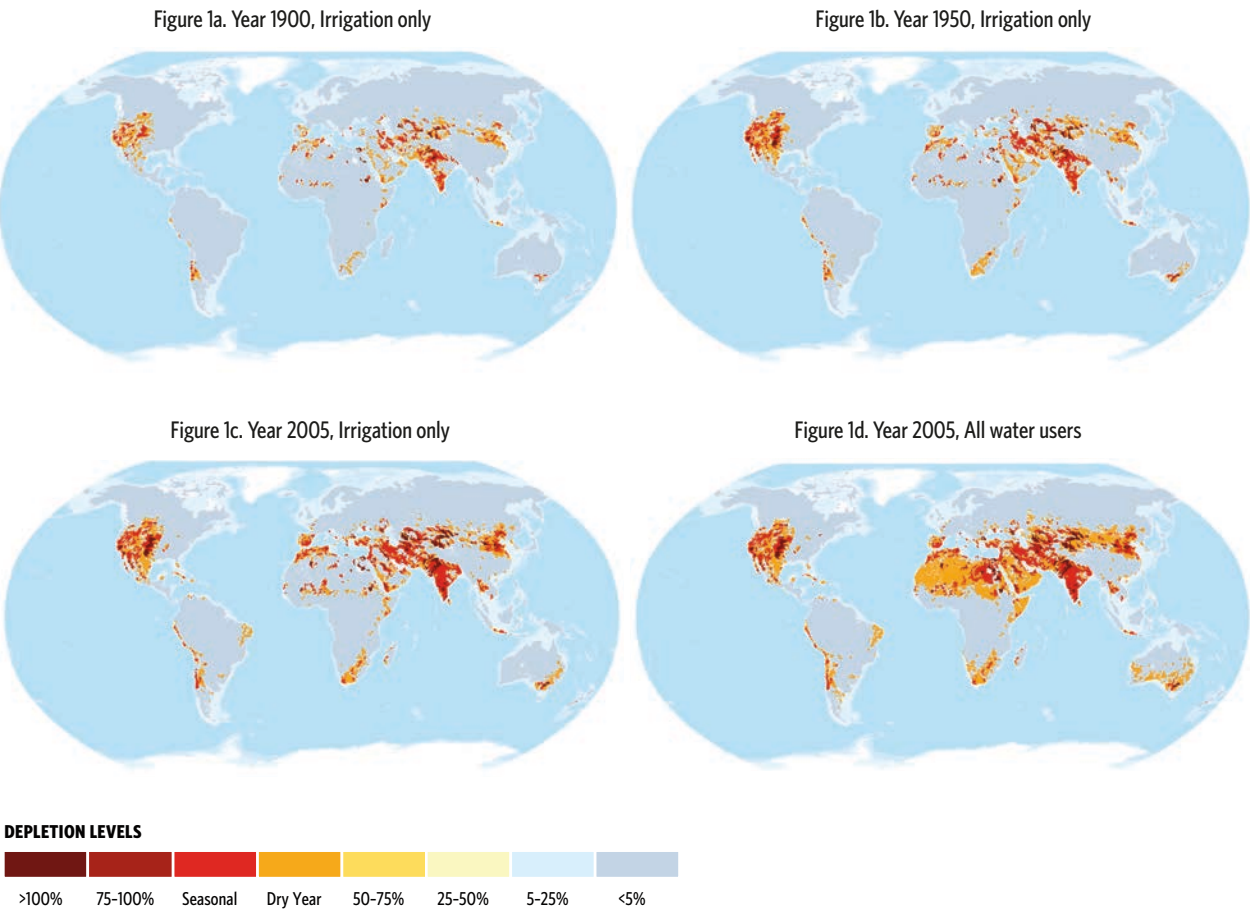 Figure 1a. Year 1900, Irrigation only
Figure 1b. Year 1950, Irrigation only
Figure 1c. Year 2005, Irrigation only
Figure 1d. Year 2005, All water users
DEPLETION LEVELS
>100% 75-100% Seasonal Dry Year 50-75% 25-50% 5-25% <5%